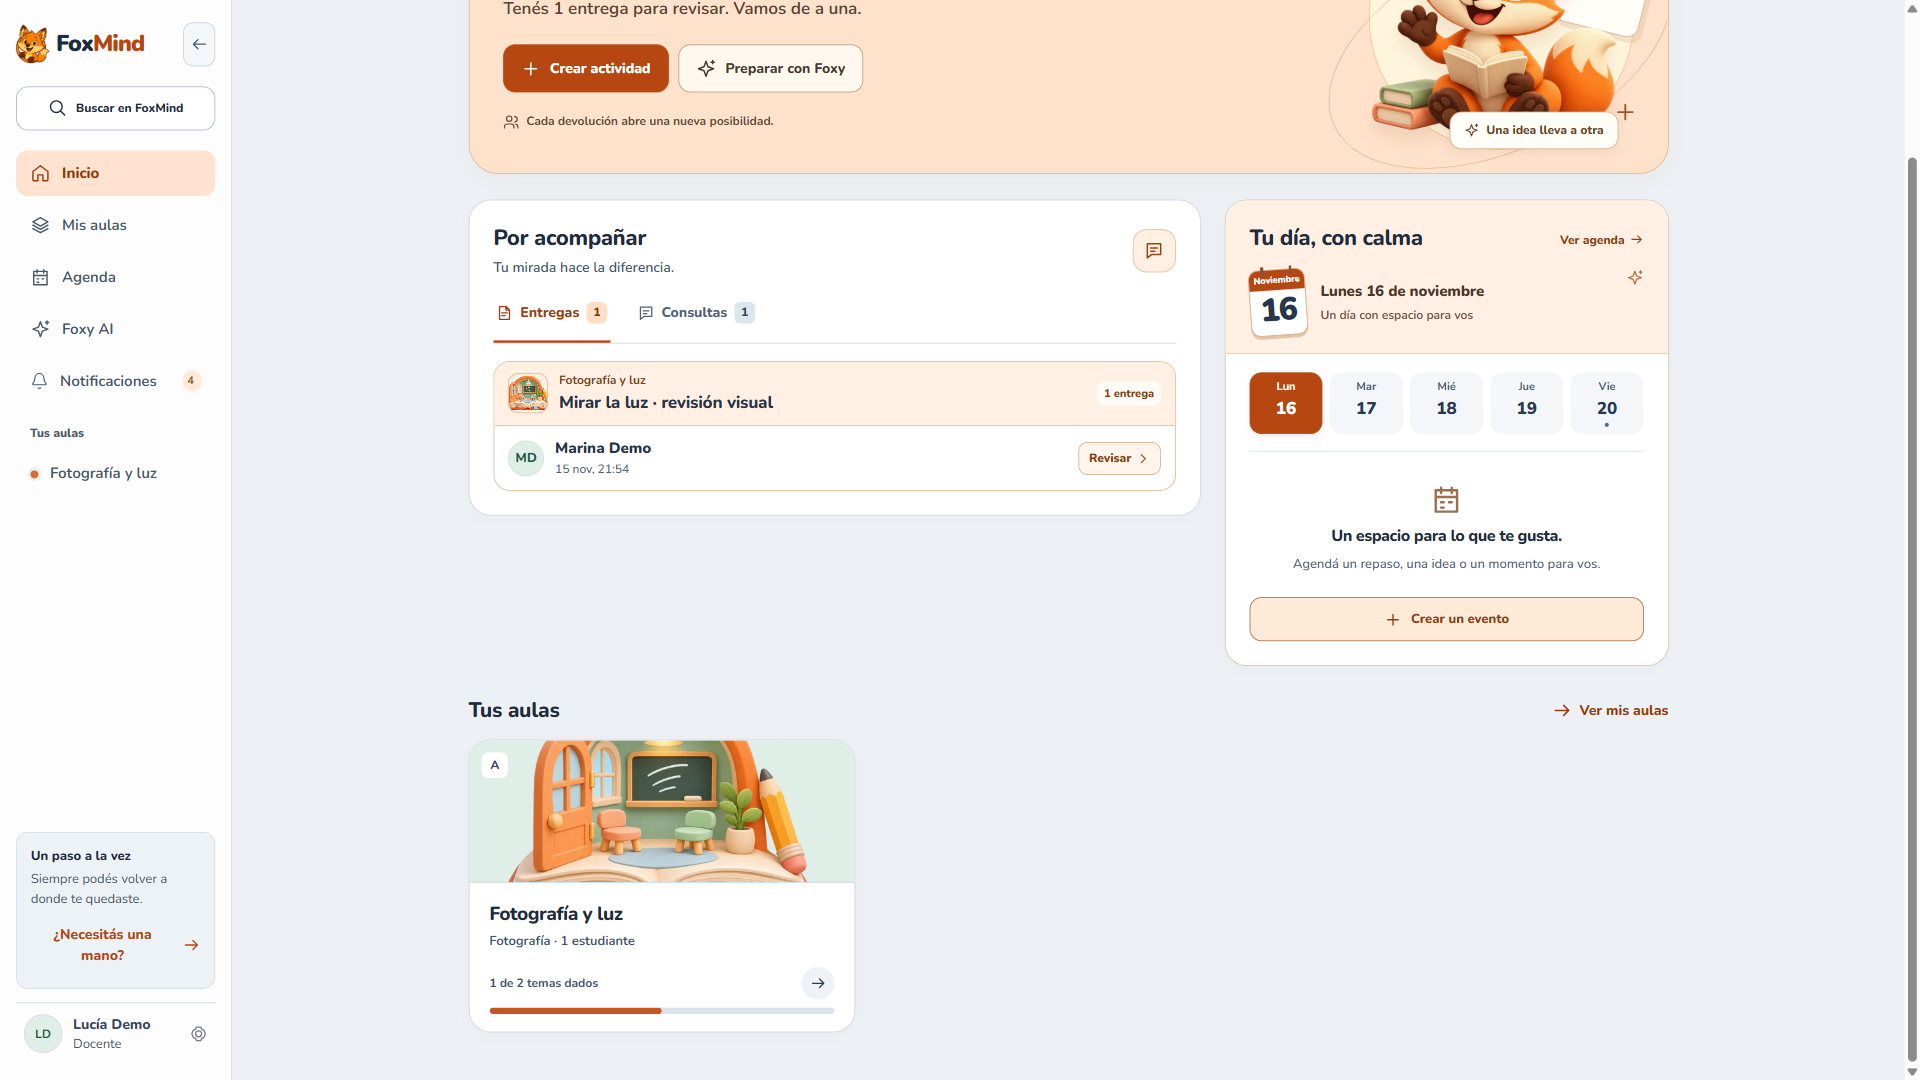 FoxMind
Buscar en FoxMind
Inicio
Mis aulas
Agenda
Foxy AI
Notificaciones 4
Tus aulas
Fotografía y luz
Un paso a la vez
Siempre podés volver a
donde te quedaste.
¿Necesitás una
mano?
LD
Lucía Demo
Docente
Tenés 1 entrega para revisar. Vamos de a una.
Crear actividad
Preparar con Foxy
Cada devolución abre una nueva posibilidad.
Una idea lleva a otra
Por acompañar
Tu mirada hace la diferencia.
Entregas 1
Consultas 1
Fotografía y luz
Mirar la luz · revisión visual
1 entrega
MD
Marina Demo
15 nov, 21:54
Revisar
Tu día, con calma
Ver agenda
Noviembre
16
Lunes 16 de noviembre
Un día con espacio para vos
Lun
16
Mar
17
Mié
18
Jue
19
Vie
20
Un espacio para lo que te gusta.
Agendá un repaso, una idea o un momento para vos.
Crear un evento
Tus aulas
Ver mis aulas
A
Fotografía y luz
Fotografía · 1 estudiante
1 de 2 temas dados